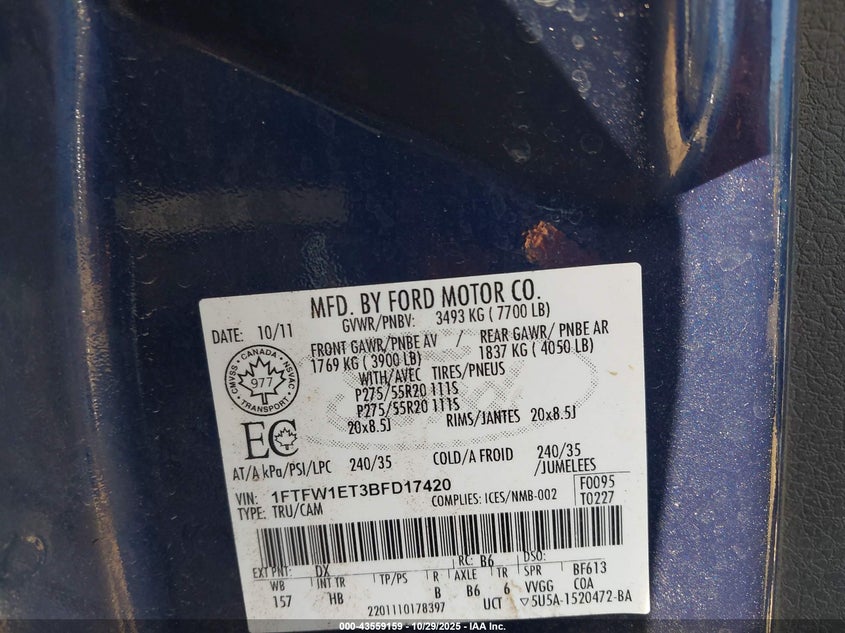 MFD. BY FORD MOTOR CO.
DATE: 10/11 GVWR/PNBV: 3493 KG ( 7700 LB)
FRONT GAWR/PNBE AV / REAR GAWR/ PNBE AR
1769 KG ( 3900 LB) 1837 KG ( 4050 LB)
WITH/AVEC TIRES/PNEUS
P275/55R20 111S
P275/55R20 111S
20x8.5J RIMS/JANTES 20x8.5J
CMVSS • CANADA • NSVAC • TRANSPORT
977
EC
AT/A kPa/PSI/LPC 240/35 COLD/A FROID 240/35
/JUMELEES
VIN: 1FTFW1ET3BFD17420 COMPLIES: ICES/NMB-002 F0095
TYPE: TRU/CAM T0227
EXT PNT: DX RC: B6 DSO:
WB INT TR TP/PS R AXLE TR SPR BF613
157 HB B B6 6 VVGG COA
2201110178397 UCT ▽5U5A-1520472-BA
000-43559159 - 10/29/2025 - IAA Inc.